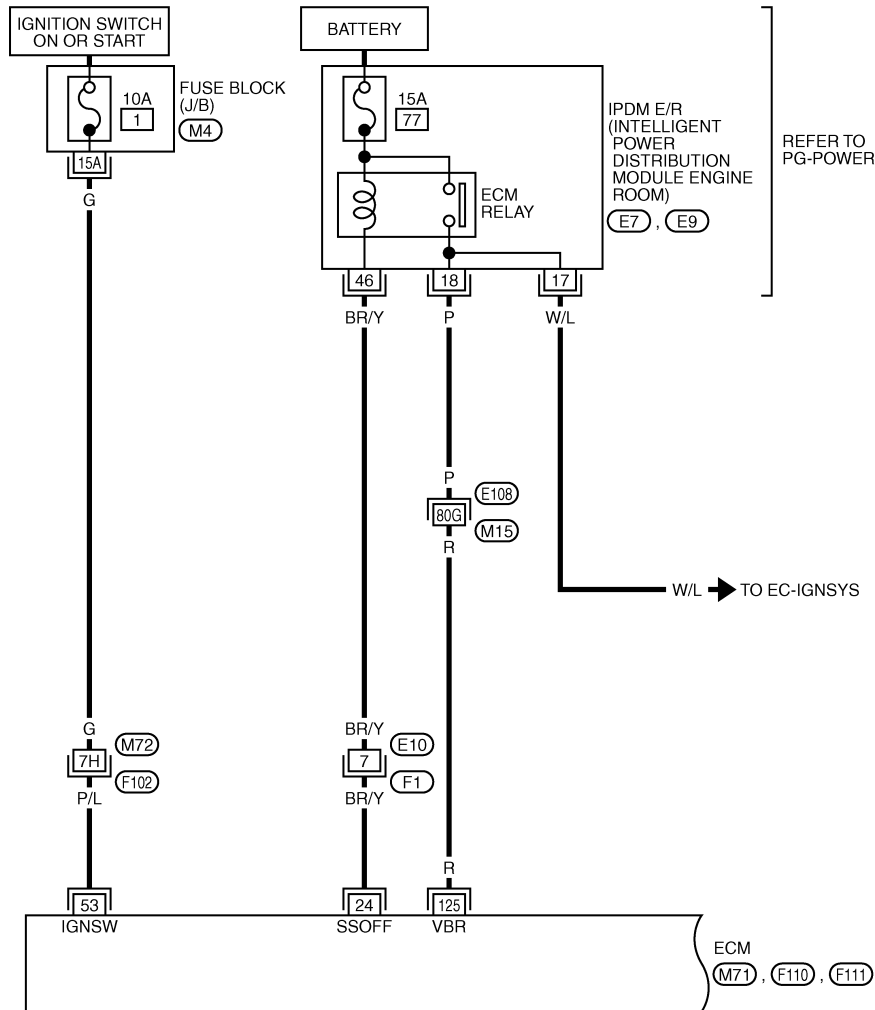 IGNITION SWITCH
ON OR START
BATTERY
10A
1
FUSE BLOCK
(J/B)
M4
15A
77
IPDM E/R
(INTELLIGENT
POWER
DISTRIBUTION
MODULE ENGINE
ROOM)
E7 , E9
REFER TO
PG-POWER
ECM
RELAY
15A
G
46
18
17
BR/Y
P
W/L
P
E108
80G
M15
R
W/L
TO EC-IGNSYS
G
M72
7H
F102
P/L
BR/Y
E10
7
F1
BR/Y
R
53
24
125
IGNSW
SSOFF
VBR
ECM
M71 , F110 , F111